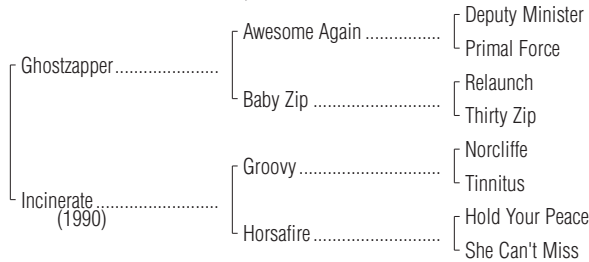 Deputy Minister
Awesome Again ................
Primal Force
Ghostzapper......................
Relaunch
Baby Zip ...........................
Thirty Zip
Norcliffe
Groovy..............................
Tinnitus
Incinerate..........................
(1990)
Hold Your Peace
Horsafire...........................
She Can't Miss